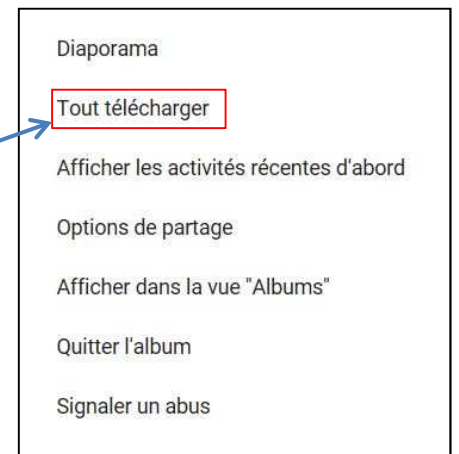 Diaporama
Tout télécharger
Afficher les activités récentes d'abord
Options de partage
Afficher dans la vue "Albums"
Quitter l'album
Signaler un abus